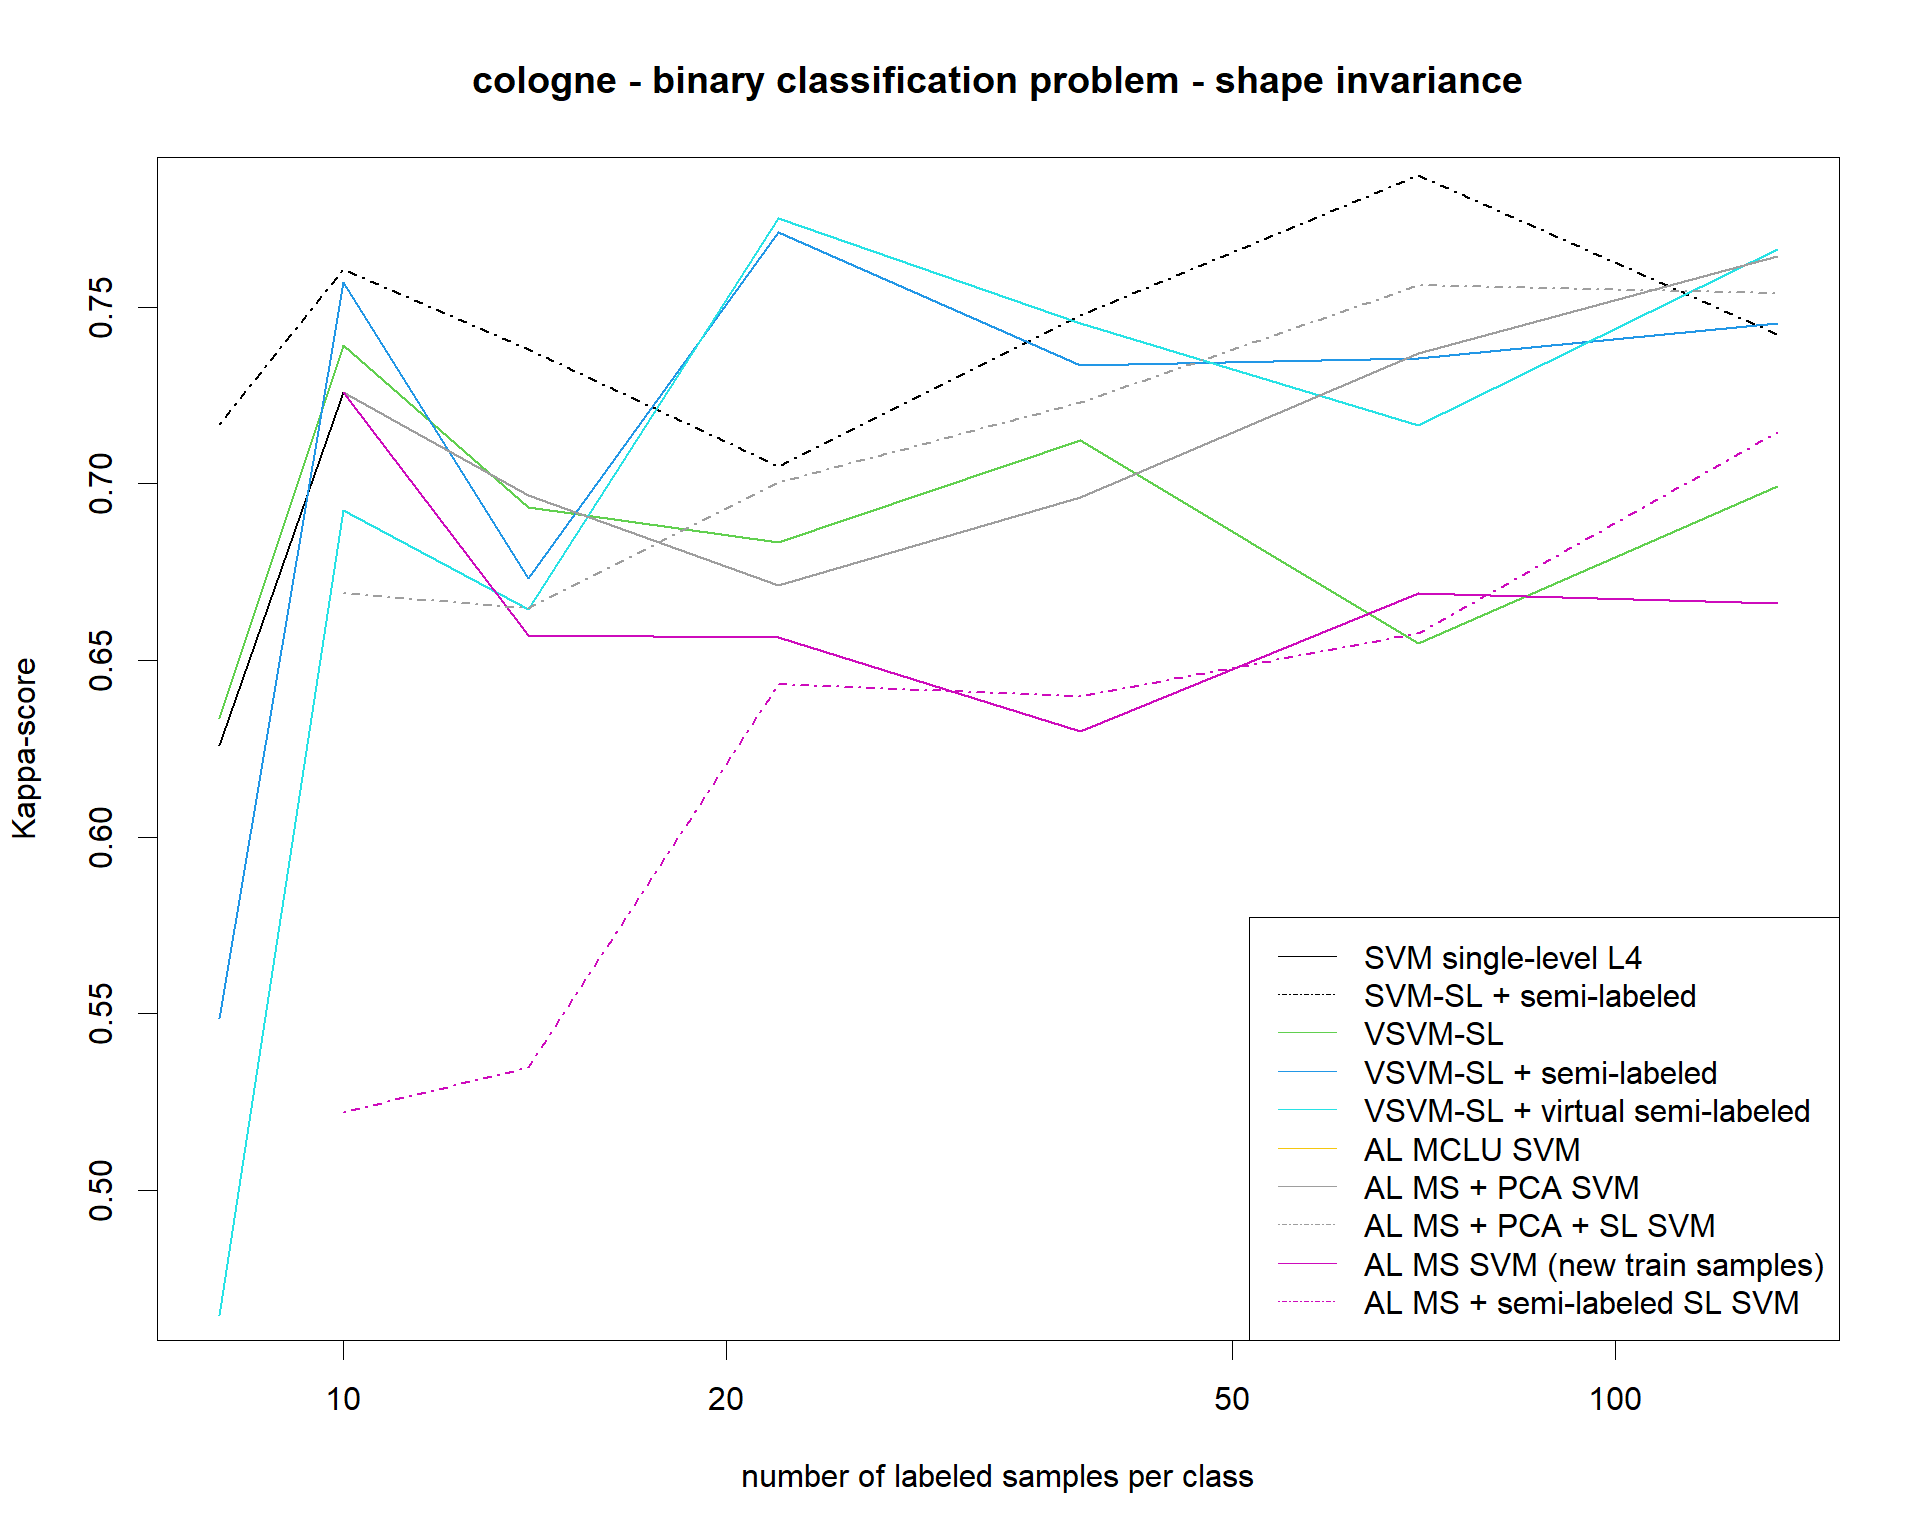 cologne - binary classification problem - shape invariance
Kappa-score
0.75
0.70
0.65
0.60
0.55
0.50
SVM single-level L4
SVM-SL + semi-labeled
VSVM-SL
VSVM-SL + semi-labeled
VSVM-SL + virtual semi-labeled
AL MCLU SVM
AL MS + PCA SVM
AL MS + PCA + SL SVM
AL MS SVM (new train samples)
AL MS + semi-labeled SL SVM
10 20 50 100
number of labeled samples per class